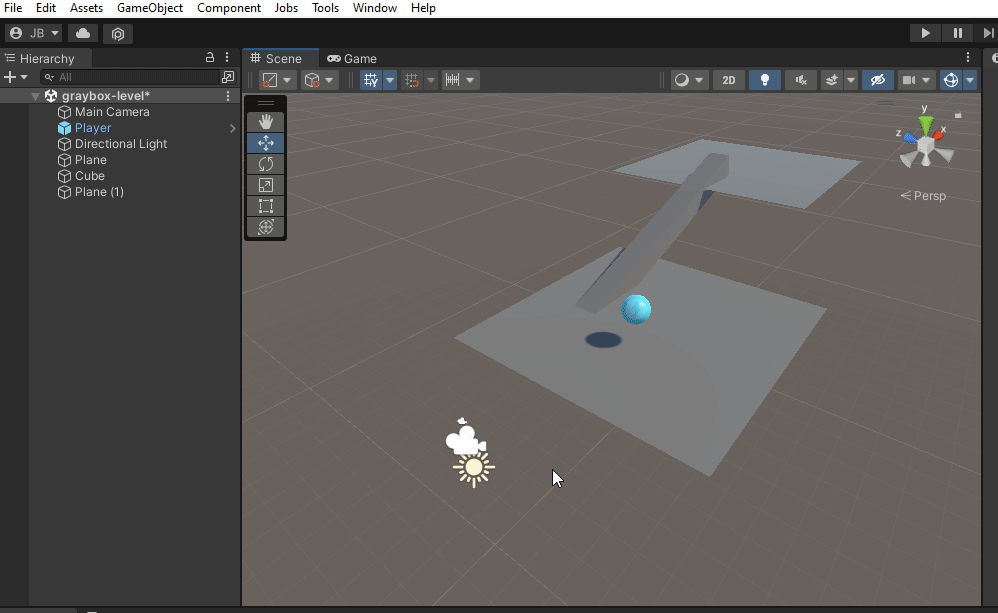 File Edit Assets GameObject Component Jobs Tools Window Help
JB
Hierarchy
Scene
Game
All
2D
graybox-level*
Main Camera
Player
Directional Light
Plane
Cube
Plane (1)
y
z
x
Persp